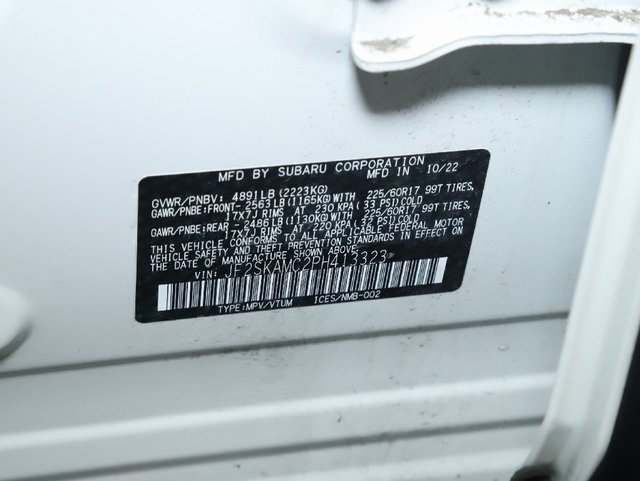 MFD BY SUBARU CORPORATION
MFD IN 10/22
GVWR/PNBV: 4891LB(2223KG)
GAWR/PNBE:FRONT-2563LB(1165KG)WITH 225/60R17 99T TIRES,
17X7J RIMS AT 230 KPA(33 PSI)COLD
GAWR/PNBE:REAR -2486LB(1130KG)WITH 225/60R17 99T TIRES,
17X7J RIMS AT 220 KPA(32 PSI)COLD
THIS VEHICLE CONFORMS TO ALL APPLICABLE FEDERAL MOTOR
VEHICLE SAFETY AND THEFT PREVENTION STANDARDS IN EFFECT ON
THE DATE OF MANUFACTURE SHOWN ABOVE.
VIN: JF2SKAMC2PH413323
TYPE:MPV/VTUM ICES/NMB-002